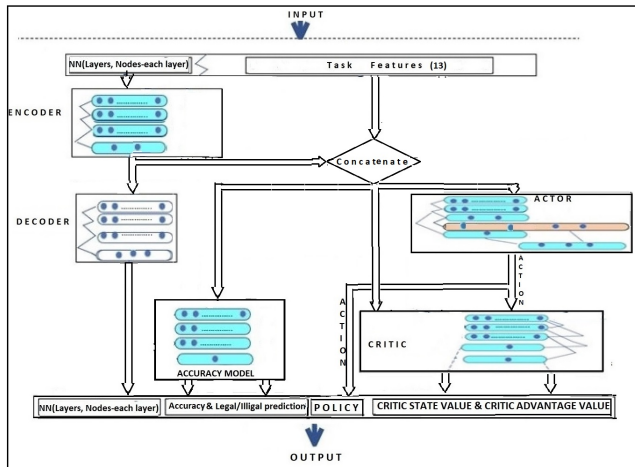 INPUT
NN(Layers, Nodes-each layer)
Task Features (13)
ENCODER
Concatenate
DECODER
ACTOR
ACTION
ACTION
CRITIC
ACCURACY MODEL
NN(Layers, Nodes-each layer)
Accuracy & Legal/Illigal prediction
POLICY
CRITIC STATE VALUE & CRITIC ADVANTAGE VALUE
OUTPUT